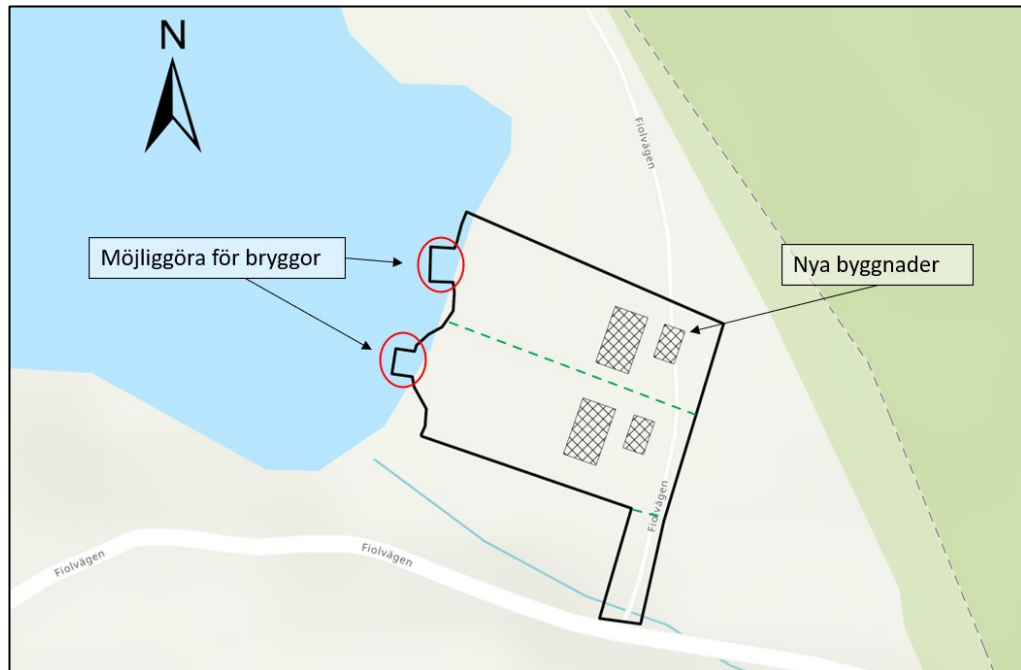 N
Fiolvägen
Möjliggöra för bryggor
Nya byggnader
Fiolvägen
Fiolvägen
Fiolvägen